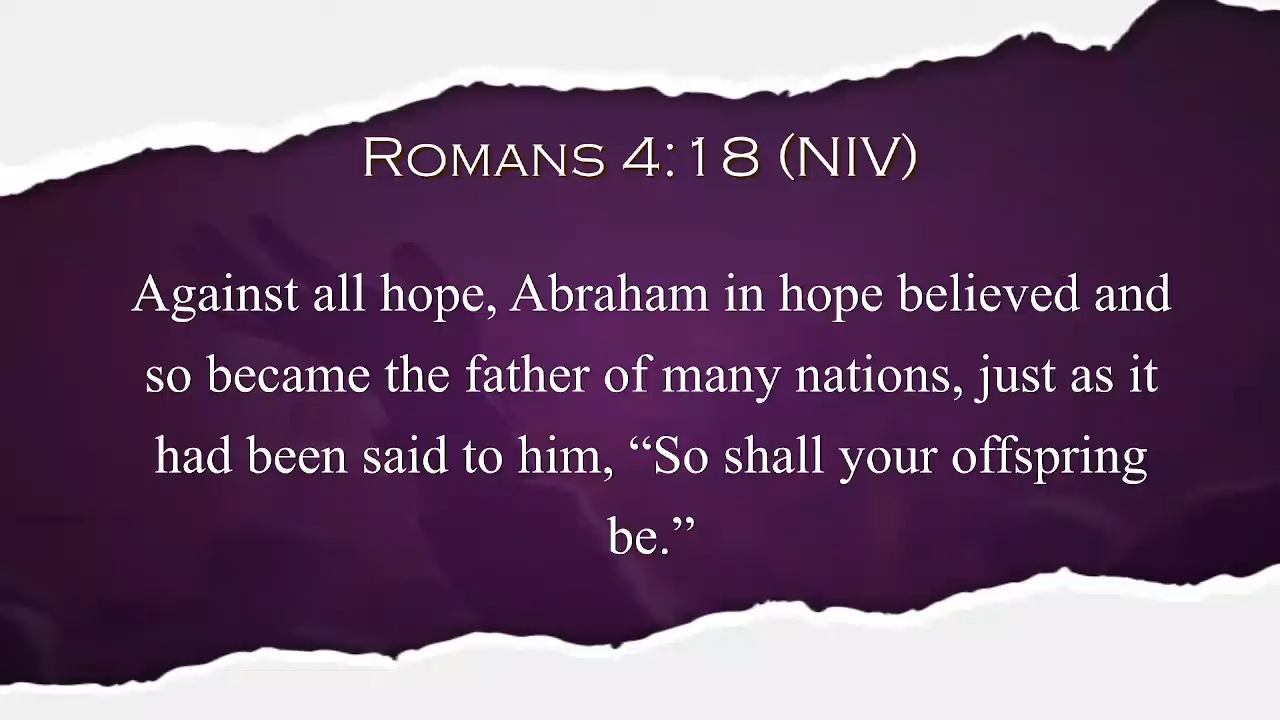 Romans 4:18 (NIV)
Against all hope, Abraham in hope believed and
so became the father of many nations, just as it
had been said to him, “So shall your offspring
be.”